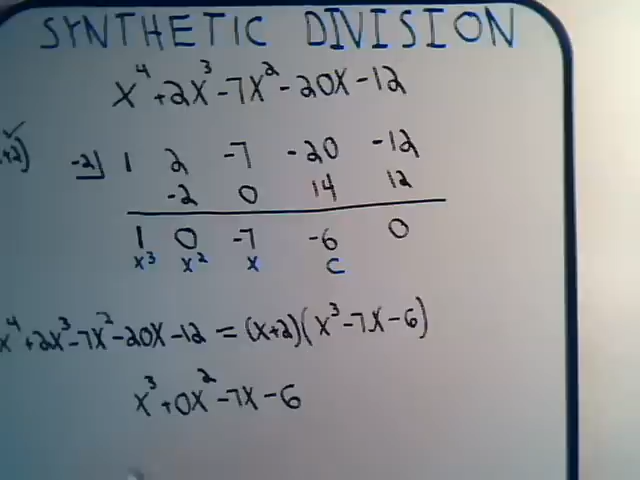 SYNTHETIC DIVISION
x⁴+2x³-7x²-20x-12
+2) -2| 1 2 -7 -20 -12
-2 0 14 12
1 0 -7 -6 0
x³ x² x c
x⁴+2x³-7x²-20x-12 = (x+2)(x³-7x-6)
x³+0x²-7x-6